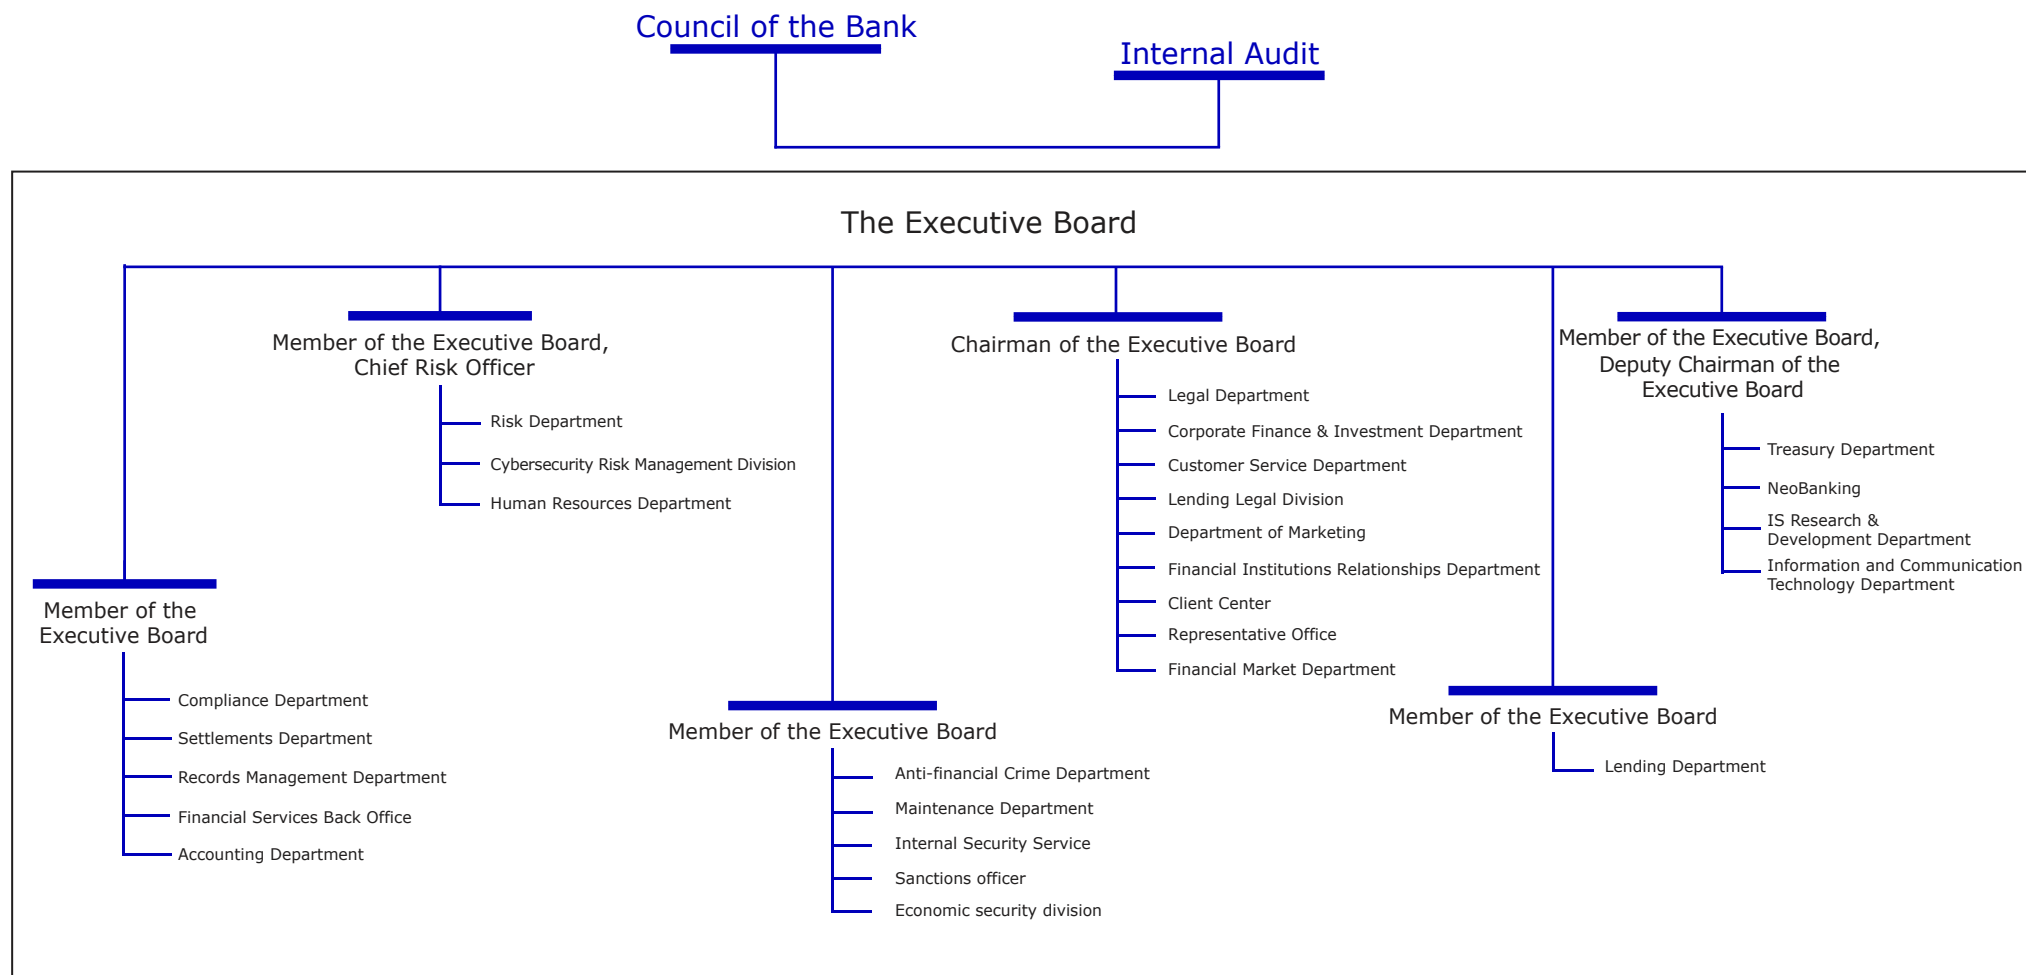 Council of the Bank
Internal Audit
The Executive Board
Member of the
Executive Board
Compliance Department
Settlements Department
Records Management Department
Financial Services Back Office
Accounting Department
Member of the Executive Board,
Chief Risk Officer
Risk Department
Cybersecurity Risk Management Division
Human Resources Department
Member of the Executive Board
Anti-financial Crime Department
Maintenance Department
Internal Security Service
Sanctions officer
Economic security division
Chairman of the Executive Board
Legal Department
Corporate Finance & Investment Department
Customer Service Department
Lending Legal Division
Department of Marketing
Financial Institutions Relationships Department
Client Center
Representative Office
Financial Market Department
Member of the Executive Board
Lending Department
Member of the Executive Board,
Deputy Chairman of the
Executive Board
Treasury Department
NeoBanking
IS Research &
Development Department
Information and Communication
Technology Department